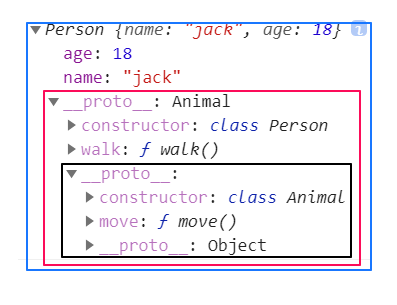 ▼Person {name: "jack", age: 18} i
age: 18
name: "jack"
▼__proto__: Animal
▶constructor: class Person
▶walk: ƒ walk()
▼__proto__:
▶constructor: class Animal
▶move: ƒ move()
▶__proto__: Object